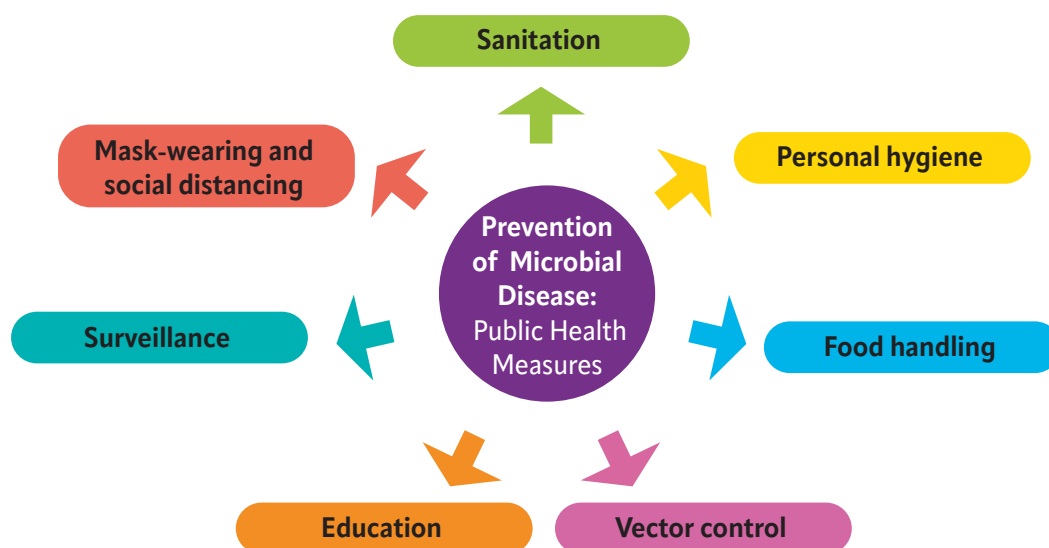 Sanitation
Mask-wearing and
social distancing
Personal hygiene
Prevention
of Microbial
Disease:
Public Health
Measures
Surveillance
Food handling
Education
Vector control